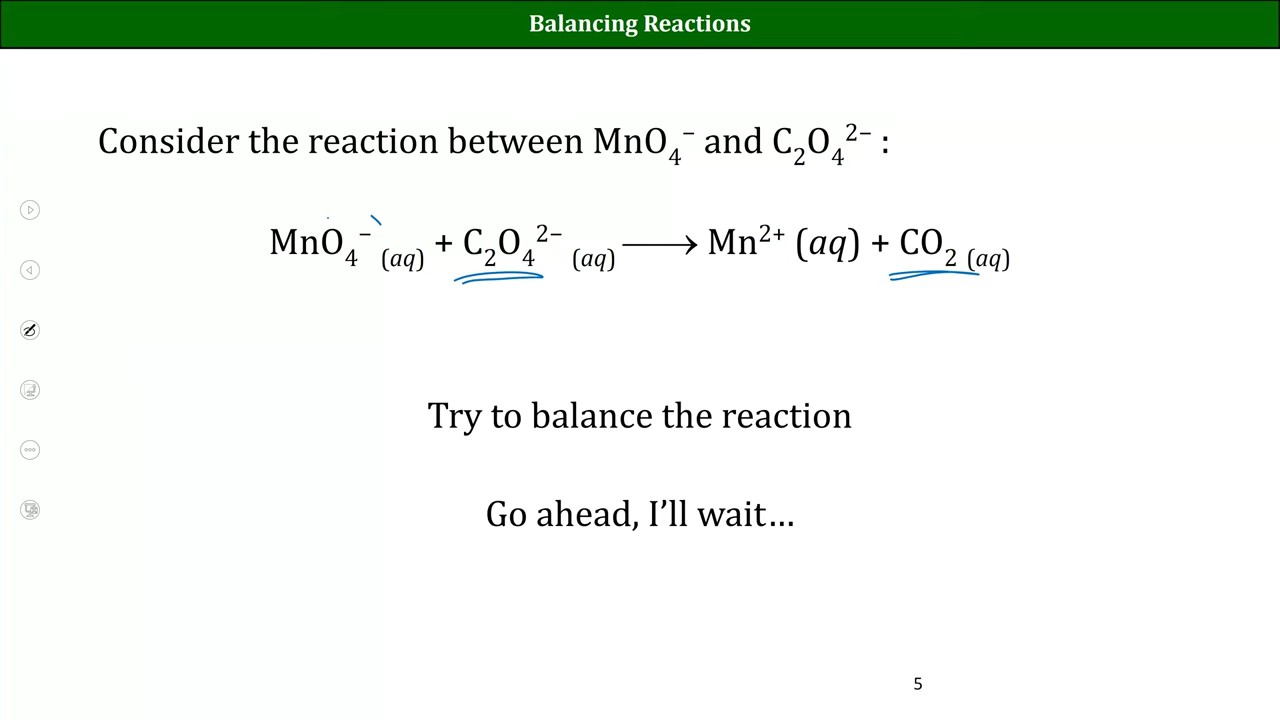 Balancing Reactions
Consider the reaction between MnO₄⁻ and C₂O₄²⁻ :
MnO₄⁻ (aq) + C₂O₄²⁻ (aq) ⟶ Mn²⁺ (aq) + CO₂ (aq)
Try to balance the reaction
Go ahead, I’ll wait…
5